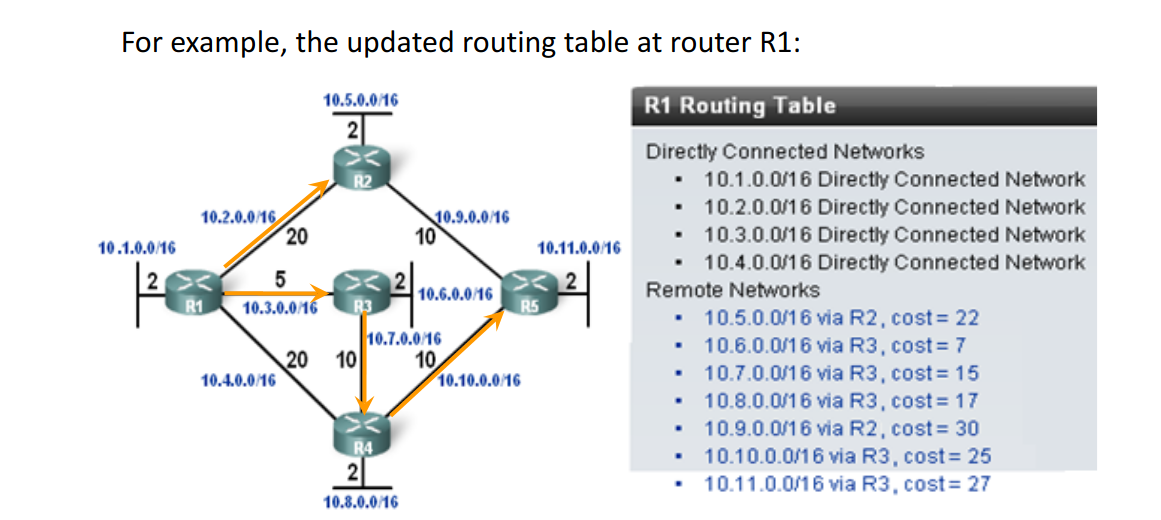 For example, the updated routing table at router R1:
10.5.0.0/16
2
R2
10.2.0.0/16
20
10.9.0.0/16
10
10.1.0.0/16
2
R1
5
10.3.0.0/16
R3
2
10.6.0.0/16
10.11.0.0/16
2
R5
10.7.0.0/16
20
10
10
10.4.0.0/16
10.10.0.0/16
R4
2
10.8.0.0/16
R1 Routing Table
Directly Connected Networks
• 10.1.0.0/16 Directly Connected Network
• 10.2.0.0/16 Directly Connected Network
• 10.3.0.0/16 Directly Connected Network
• 10.4.0.0/16 Directly Connected Network
Remote Networks
• 10.5.0.0/16 via R2, cost= 22
• 10.6.0.0/16 via R3, cost= 7
• 10.7.0.0/16 via R3, cost= 15
• 10.8.0.0/16 via R3, cost= 17
• 10.9.0.0/16 via R2, cost= 30
• 10.10.0.0/16 via R3, cost= 25
• 10.11.0.0/16 via R3, cost= 27